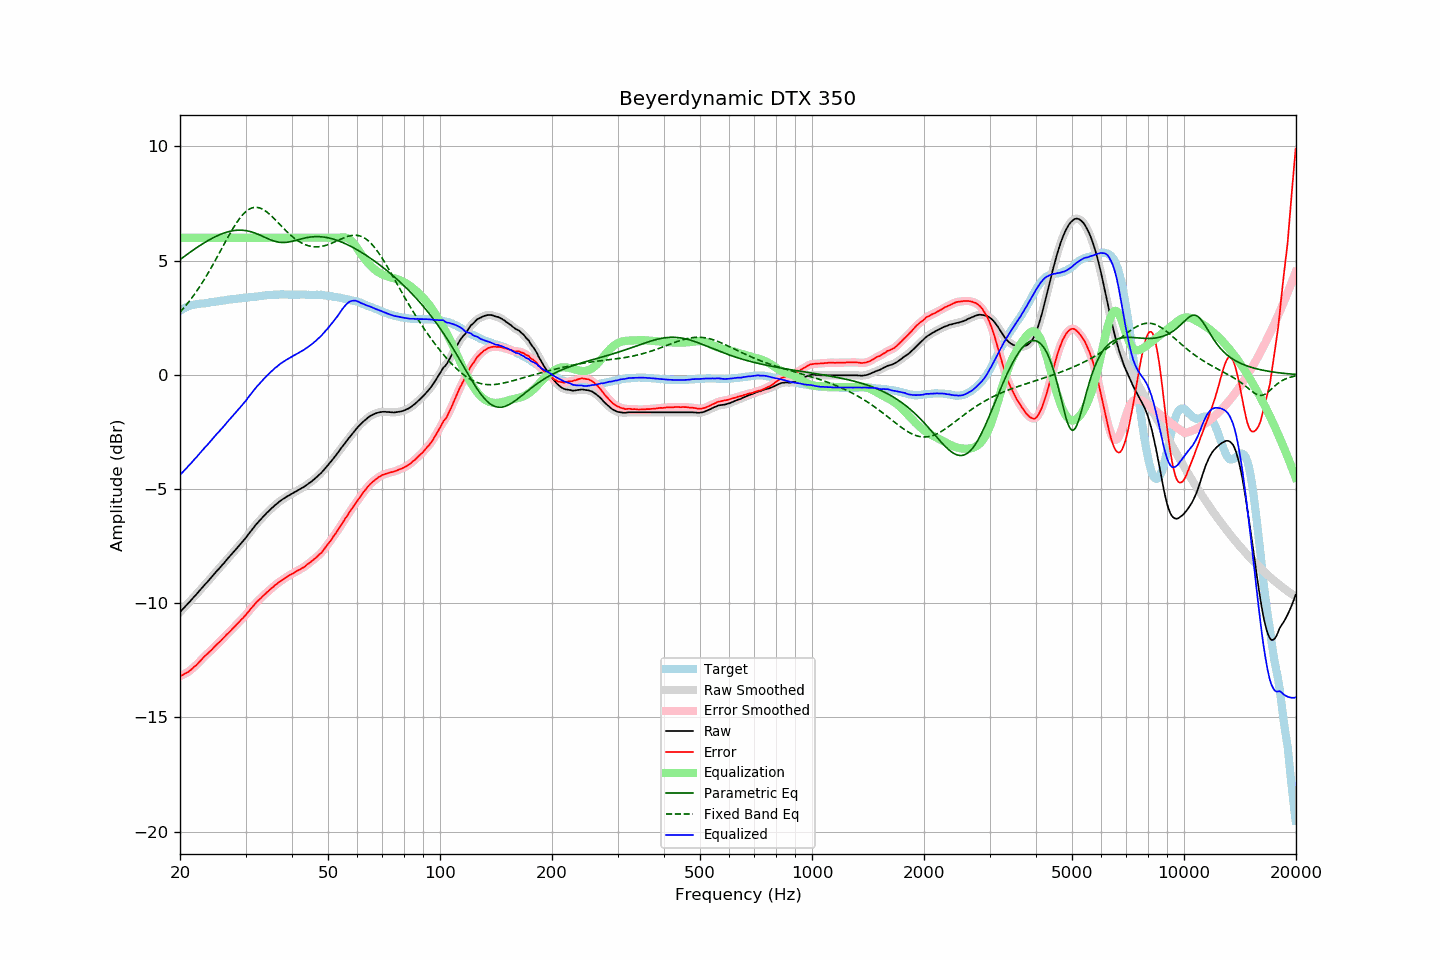 Beyerdynamic DTX 350
10
5
0
−5
−10
−15
−20
Amplitude (dBr)
Target
Raw Smoothed
Error Smoothed
Raw
Error
Equalization
Parametric Eq
Fixed Band Eq
Equalized
20 50 100 200 500 1000 2000 5000 10000 20000
Frequency (Hz)